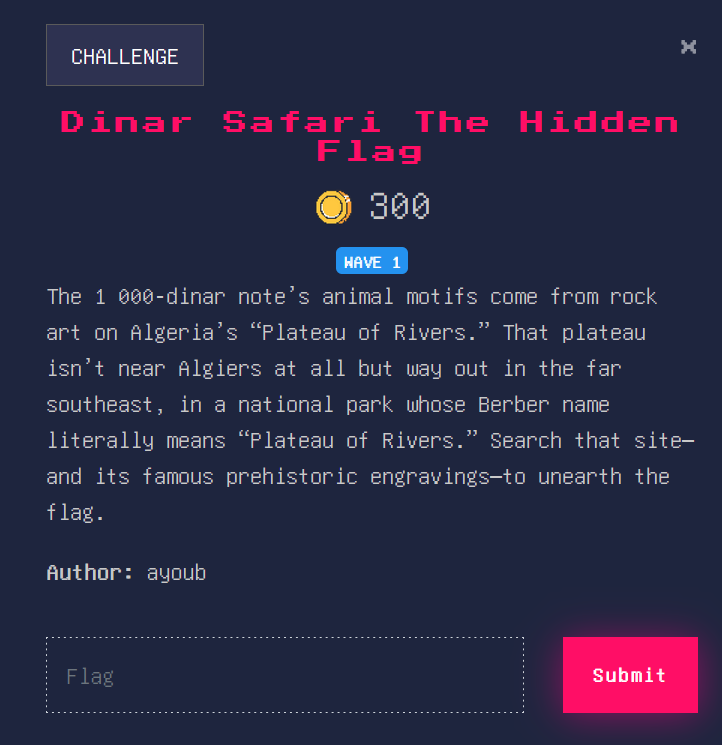 CHALLENGE
×
Dinar Safari The Hidden
Flag
300
WAVE 1
The 1 000-dinar note’s animal motifs come from rock
art on Algeria’s “Plateau of Rivers.” That plateau
isn’t near Algiers at all but way out in the far
southeast, in a national park whose Berber name
literally means “Plateau of Rivers.” Search that site—
and its famous prehistoric engravings—to unearth the
flag.
Author: ayoub
Flag
Submit